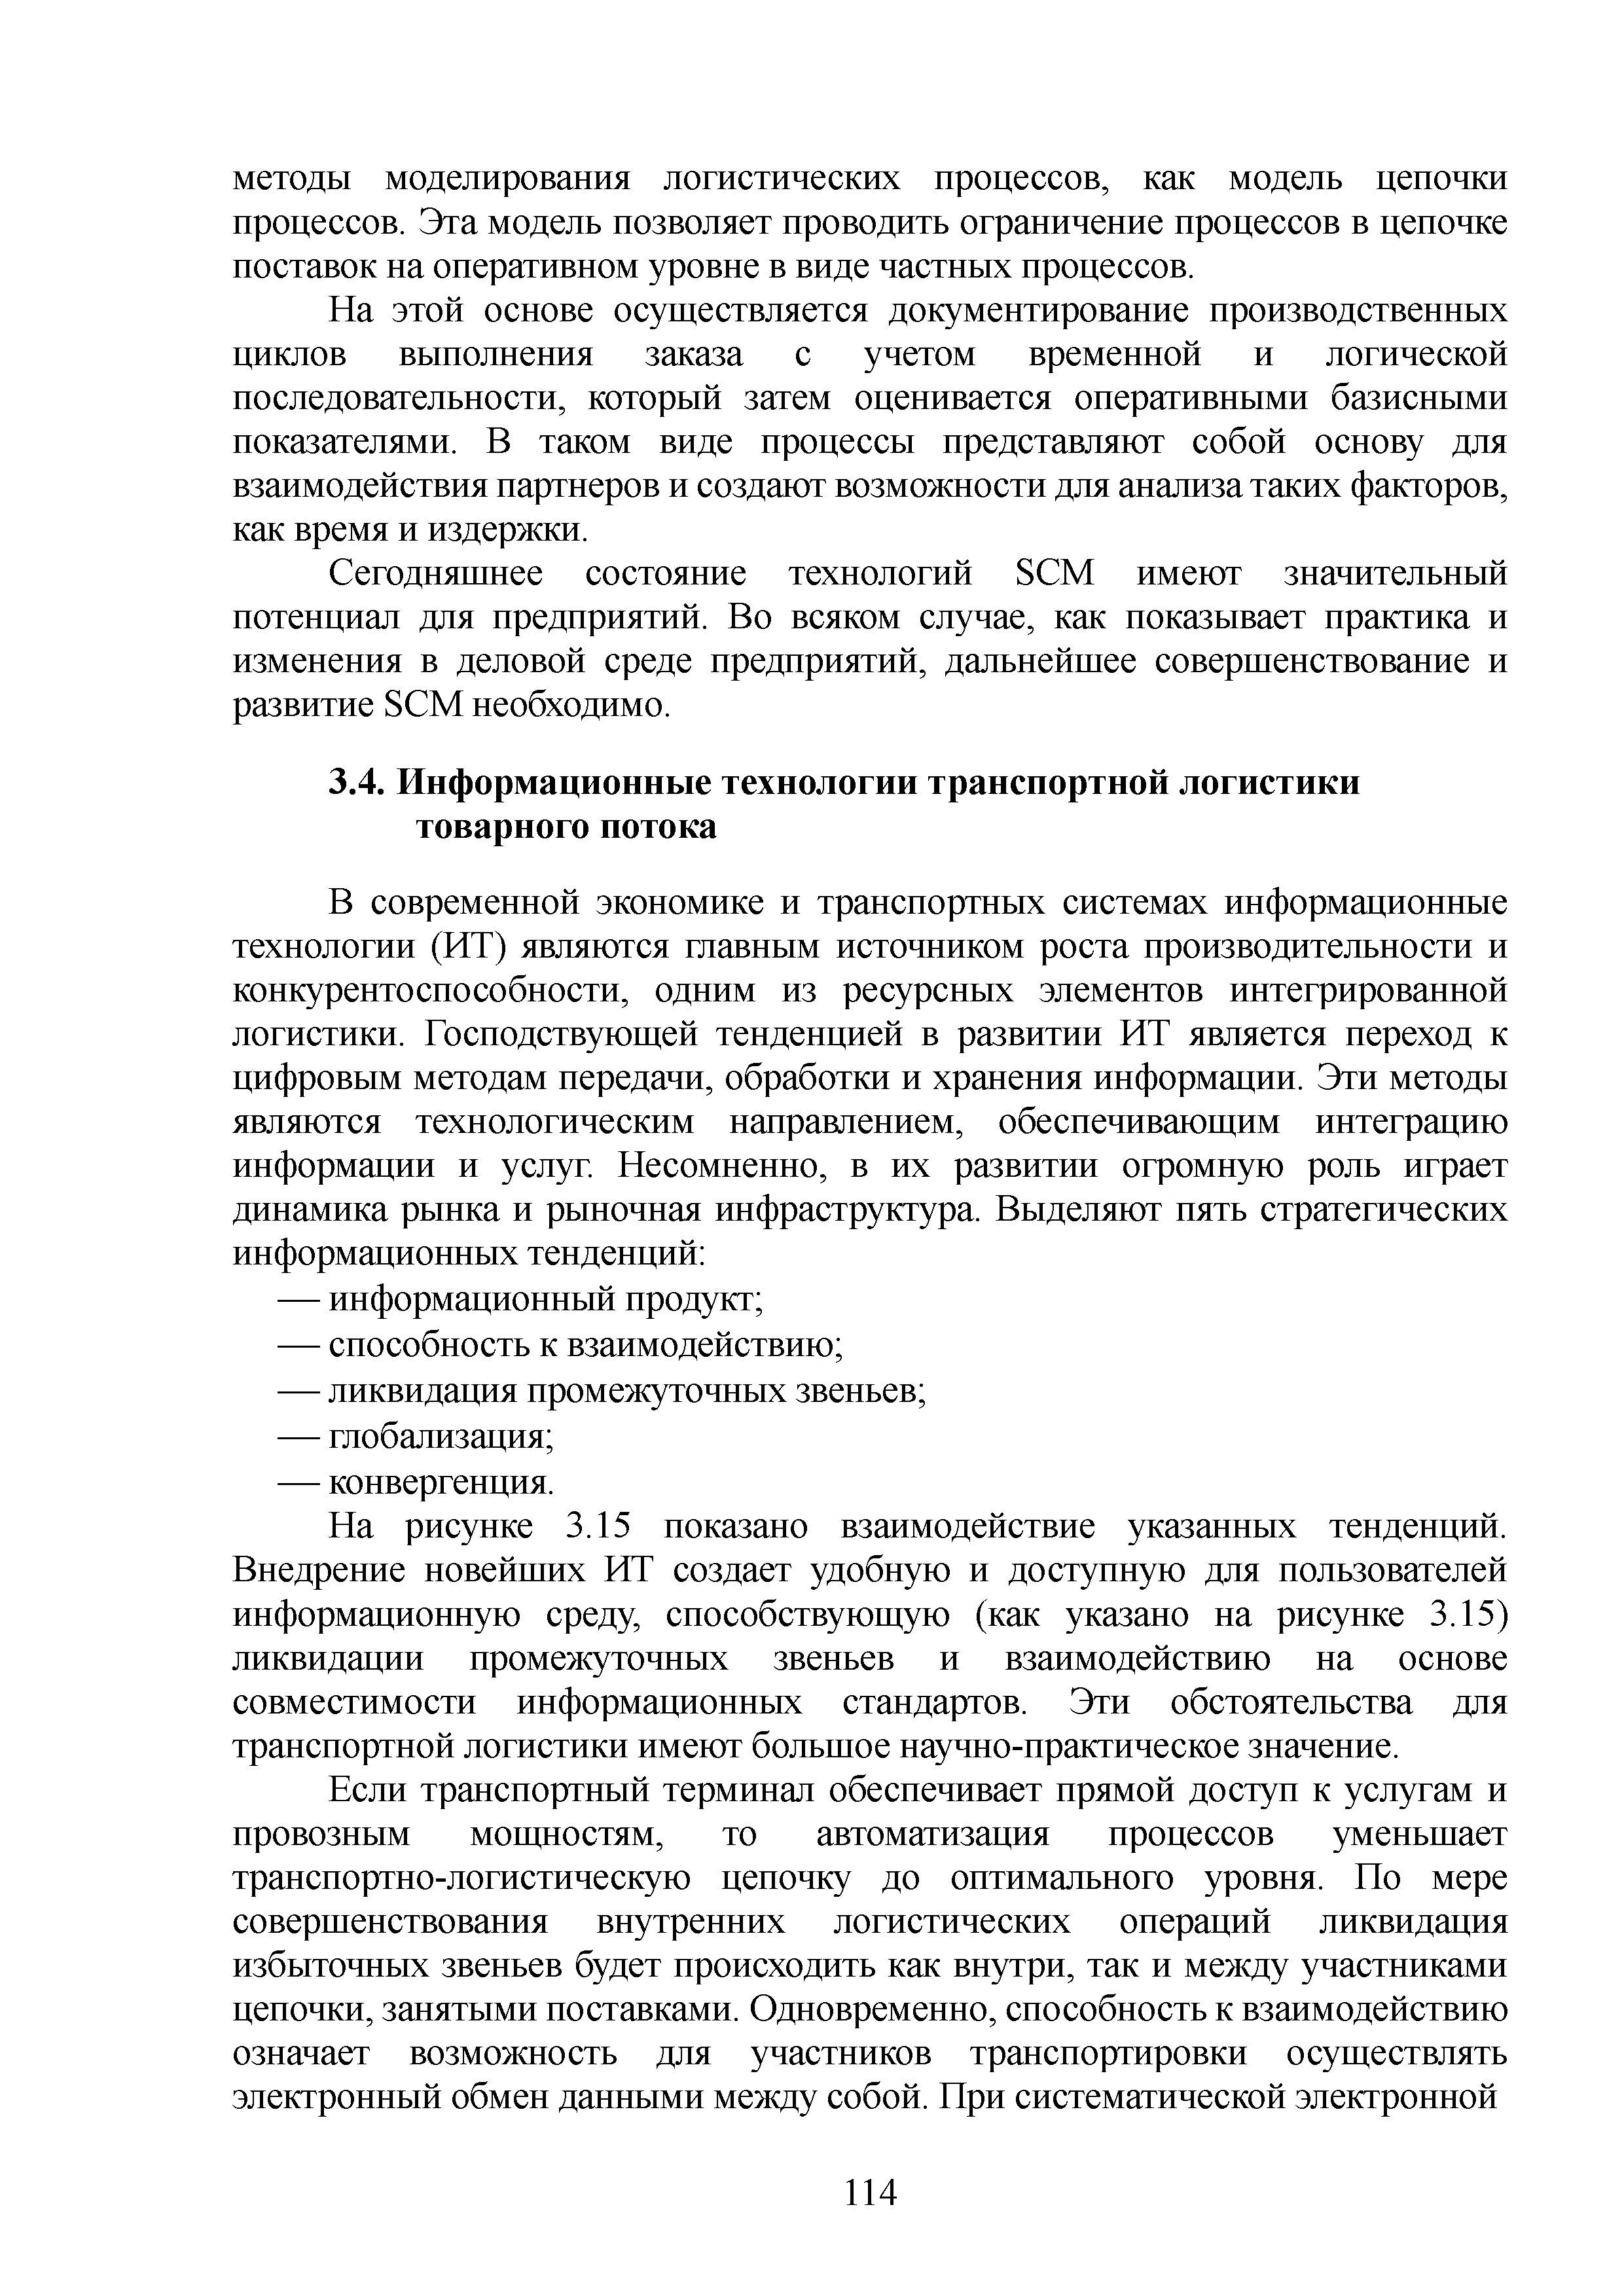 методы моделирования логистических процессов, как модель цепочки
процессов. Эта модель позволяет проводить ограничение процессов в цепочке
поставок на оперативном уровне в виде частных процессов.
На этой основе осуществляется документирование производственных
циклов выполнения заказа с учетом временной и логической
последовательности, который затем оценивается оперативными базисными
показателями. В таком виде процессы представляют собой основу для
взаимодействия партнеров и создают возможности для анализа таких факторов,
как время и издержки.
Сегодняшнее состояние технологий SCM имеют значительный
потенциал для предприятий. Во всяком случае, как показывает практика и
изменения в деловой среде предприятий, дальнейшее совершенствование и
развитие SCM необходимо.
3.4. Информационные технологии транспортной логистики
товарного потока
В современной экономике и транспортных системах информационные
технологии (ИТ) являются главным источником роста производительности и
конкурентоспособности, одним из ресурсных элементов интегрированной
логистики. Господствующей тенденцией в развитии ИТ является переход к
цифровым методам передачи, обработки и хранения информации. Эти методы
являются технологическим направлением, обеспечивающим интеграцию
информации и услуг. Несомненно, в их развитии огромную роль играет
динамика рынка и рыночная инфраструктура. Выделяют пять стратегических
информационных тенденций:
— информационный продукт;
— способность к взаимодействию;
— ликвидация промежуточных звеньев;
— глобализация;
— конвергенция.
На рисунке 3.15 показано взаимодействие указанных тенденций.
Внедрение новейших ИТ создает удобную и доступную для пользователей
информационную среду, способствующую (как указано на рисунке 3.15)
ликвидации промежуточных звеньев и взаимодействию на основе
совместимости информационных стандартов. Эти обстоятельства для
транспортной логистики имеют большое научно-практическое значение.
Если транспортный терминал обеспечивает прямой доступ к услугам и
провозным мощностям, то автоматизация процессов уменьшает
транспортно-логистическую цепочку до оптимального уровня. По мере
совершенствования внутренних логистических операций ликвидация
избыточных звеньев будет происходить как внутри, так и между участниками
цепочки, занятыми поставками. Одновременно, способность к взаимодействию
означает возможность для участников транспортировки осуществлять
электронный обмен данными между собой. При систематической электронной
114